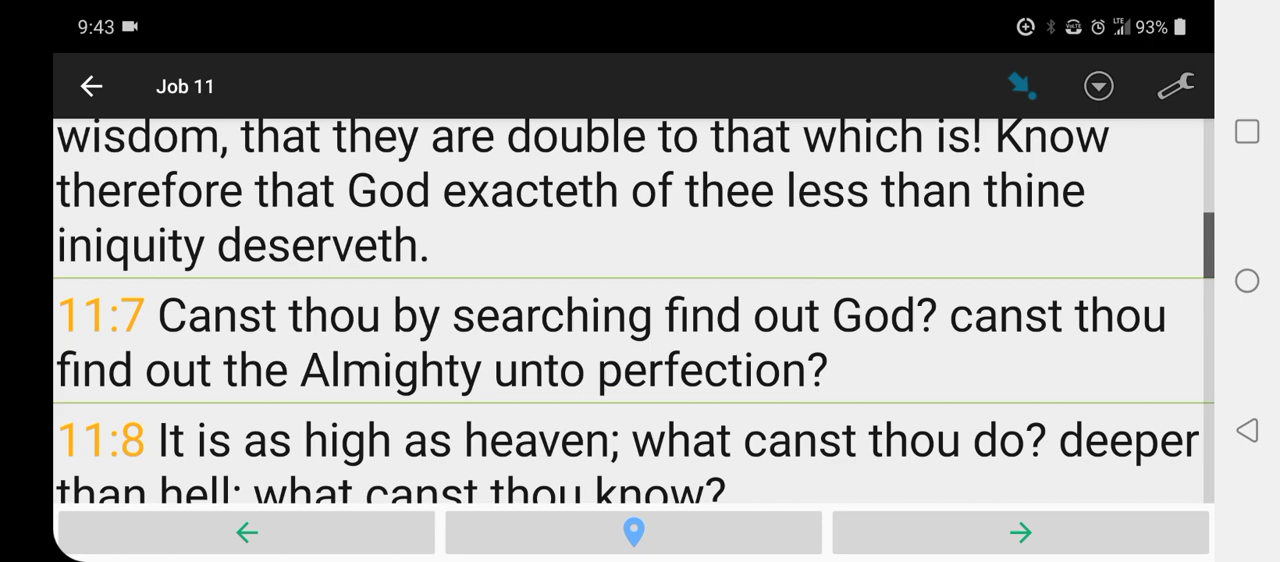 9:43
LTE 93%
Job 11
wisdom, that they are double to that which is! Know
therefore that God exacteth of thee less than thine
iniquity deserveth.
11:7 Canst thou by searching find out God? canst thou
find out the Almighty unto perfection?
11:8 It is as high as heaven; what canst thou do? deeper
than hell; what canst thou know?